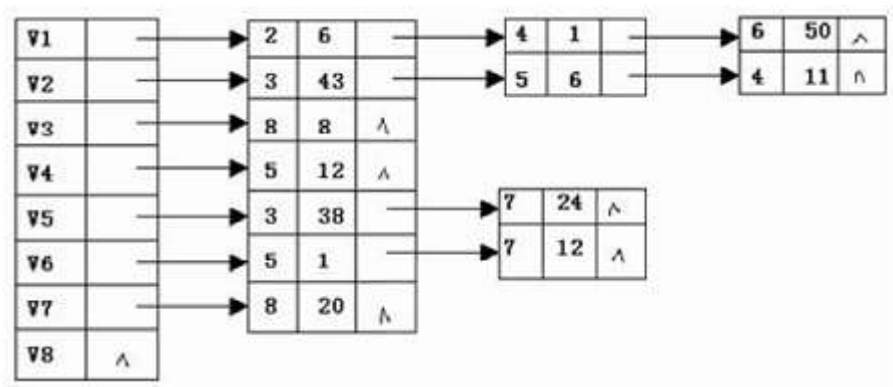 V1 2 6 4 1 6 50 ∧
V2 3 43 5 6 4 11 ∧
V3 8 8 ∧
V4 5 12 ∧
V5 3 38 7 24 ∧
V6 5 1 7 12 ∧
V7 8 20 ∧
V8 ∧